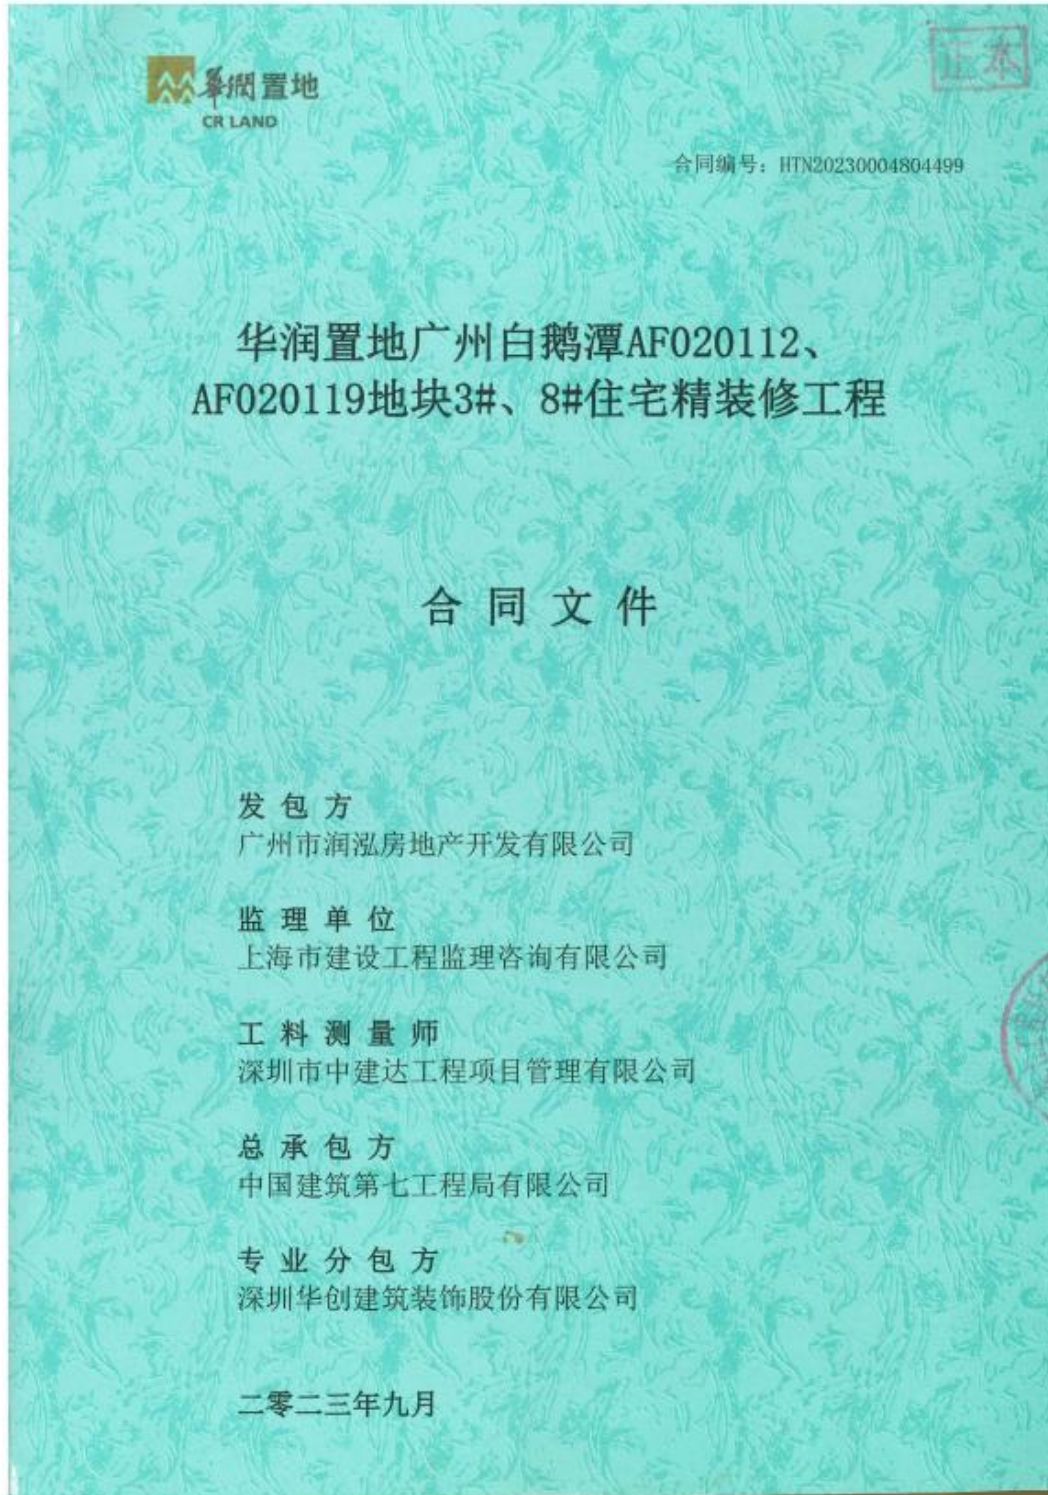 華潤置地
CR LAND
正本
合同编号：HTN20230004804499
华润置地广州白鹅潭AF020112、
AF020119地块3#、8#住宅精装修工程
合同文件
发包方
广州市润泓房地产开发有限公司
监理单位
上海市建设工程监理咨询有限公司
工料测量师
深圳市中建达工程项目管理有限公司
总承包方
中国建筑第七工程局有限公司
专业分包方
深圳华创建筑装饰股份有限公司
二零二三年九月